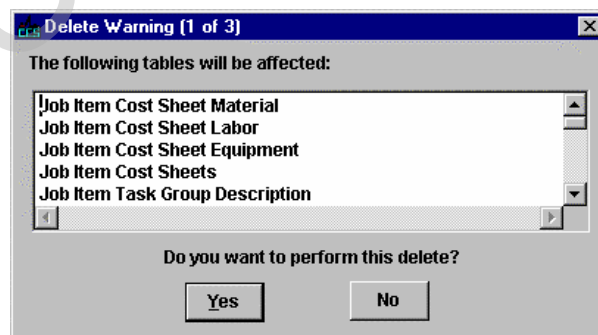 Delete Warning (1 of 3)
The following tables will be affected:
Job Item Cost Sheet Material
Job Item Cost Sheet Labor
Job Item Cost Sheet Equipment
Job Item Cost Sheets
Job Item Task Group Description
Do you want to perform this delete?
Yes
No